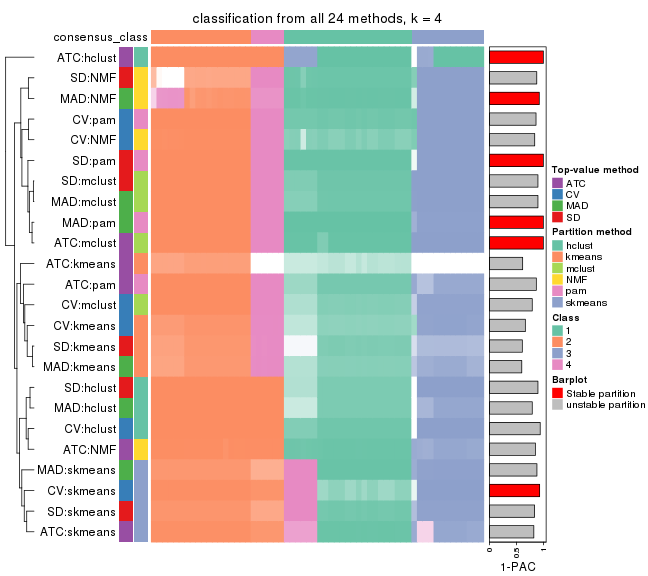 classification from all 24 methods, k = 4
consensus_class
ATC:hclust
SD:NMF
MAD:NMF
CV:pam
CV:NMF
SD:pam
SD:mclust
MAD:mclust
MAD:pam
ATC:mclust
ATC:kmeans
ATC:pam
CV:mclust
CV:kmeans
SD:kmeans
MAD:kmeans
SD:hclust
MAD:hclust
CV:hclust
ATC:NMF
MAD:skmeans
CV:skmeans
SD:skmeans
ATC:skmeans
0
0.5
1
1-PAC
Top-value method
ATC
CV
MAD
SD
Partition method
hclust
kmeans
mclust
NMF
pam
skmeans
Class
1
2
3
4
Barplot
Stable partition
unstable partition